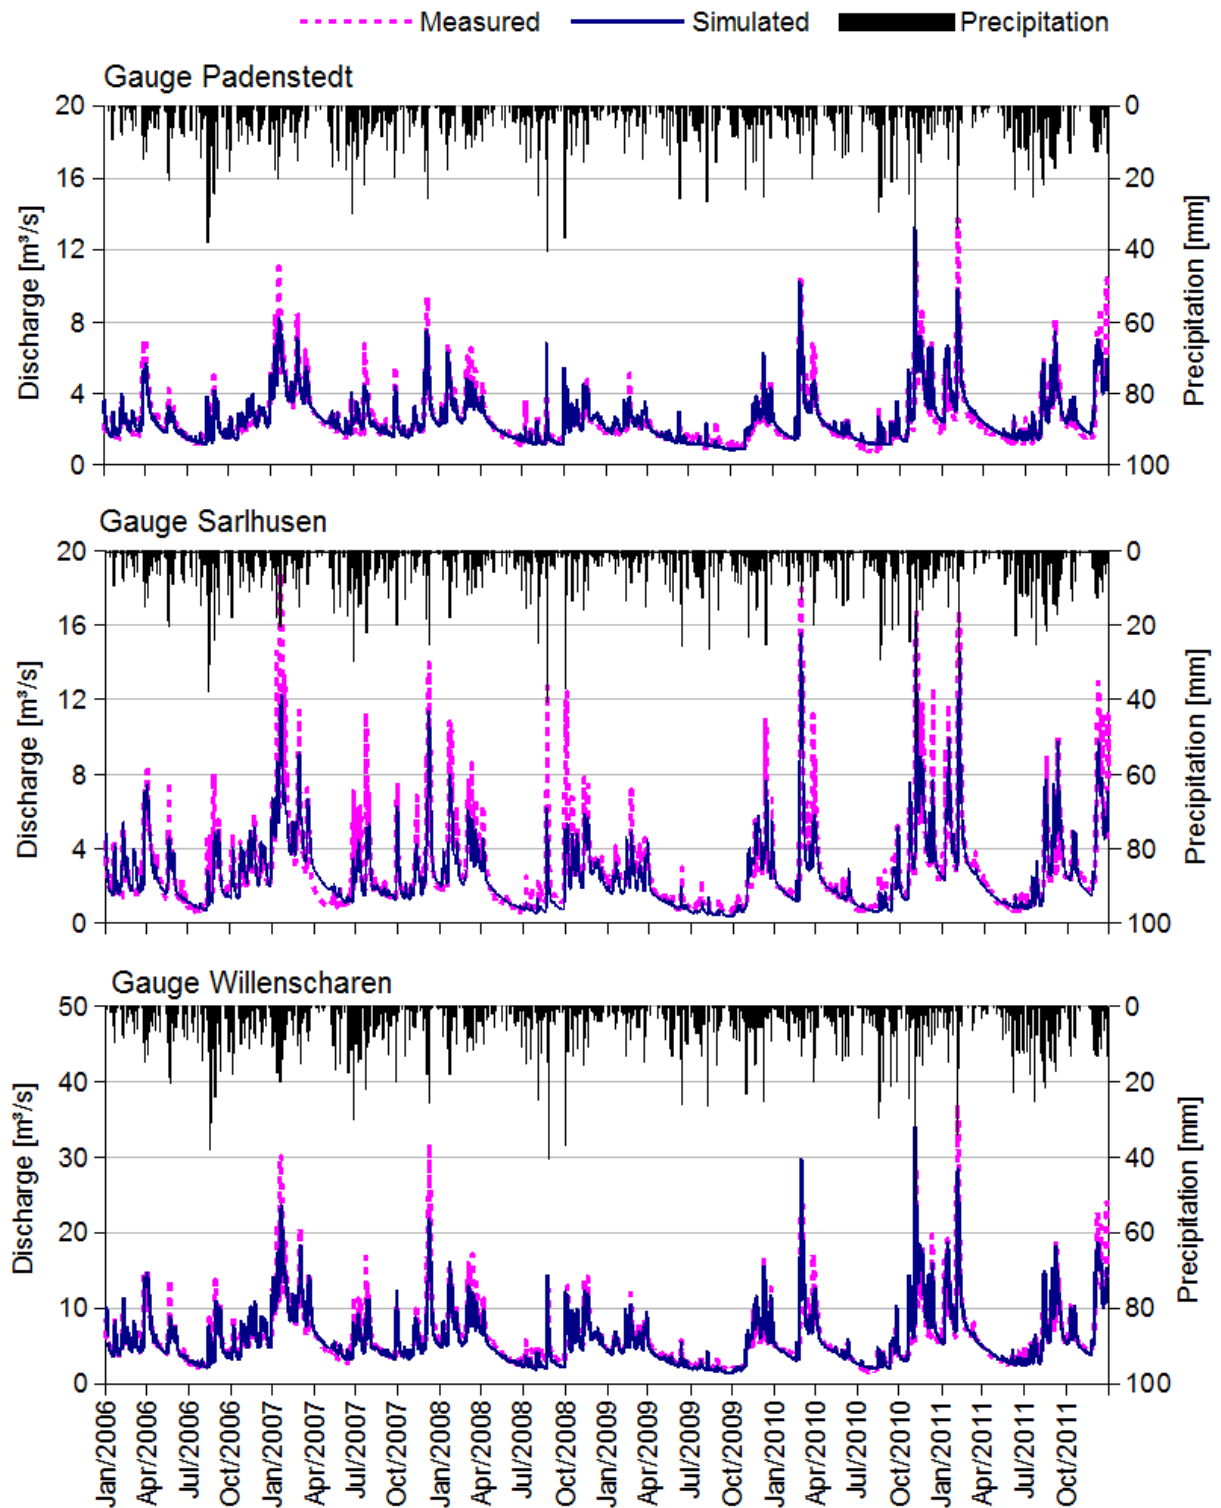 Measured Simulated Precipitation
Gauge Padenstedt
20
16
12
8
4
0
Discharge [m³/s]
0
20
40
60
80
100
Precipitation [mm]
Gauge Sarlhusen
20
16
12
8
4
0
Discharge [m³/s]
0
20
40
60
80
100
Precipitation [mm]
Gauge Willenscharen
50
40
30
20
10
0
Discharge [m³/s]
0
20
40
60
80
100
Precipitation [mm]
Jan/2006
Apr/2006
Jul/2006
Oct/2006
Jan/2007
Apr/2007
Jul/2007
Oct/2007
Jan/2008
Apr/2008
Jul/2008
Oct/2008
Jan/2009
Apr/2009
Jul/2009
Oct/2009
Jan/2010
Apr/2010
Jul/2010
Oct/2010
Jan/2011
Apr/2011
Jul/2011
Oct/2011